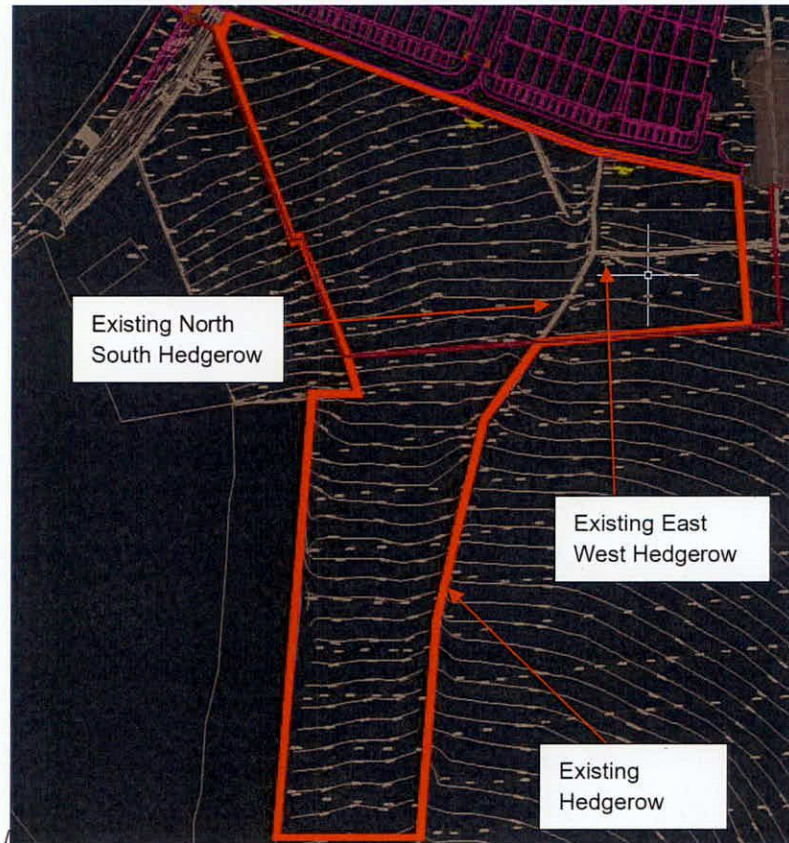 Existing North
South Hedgerow
Existing East
West Hedgerow
Existing
Hedgerow